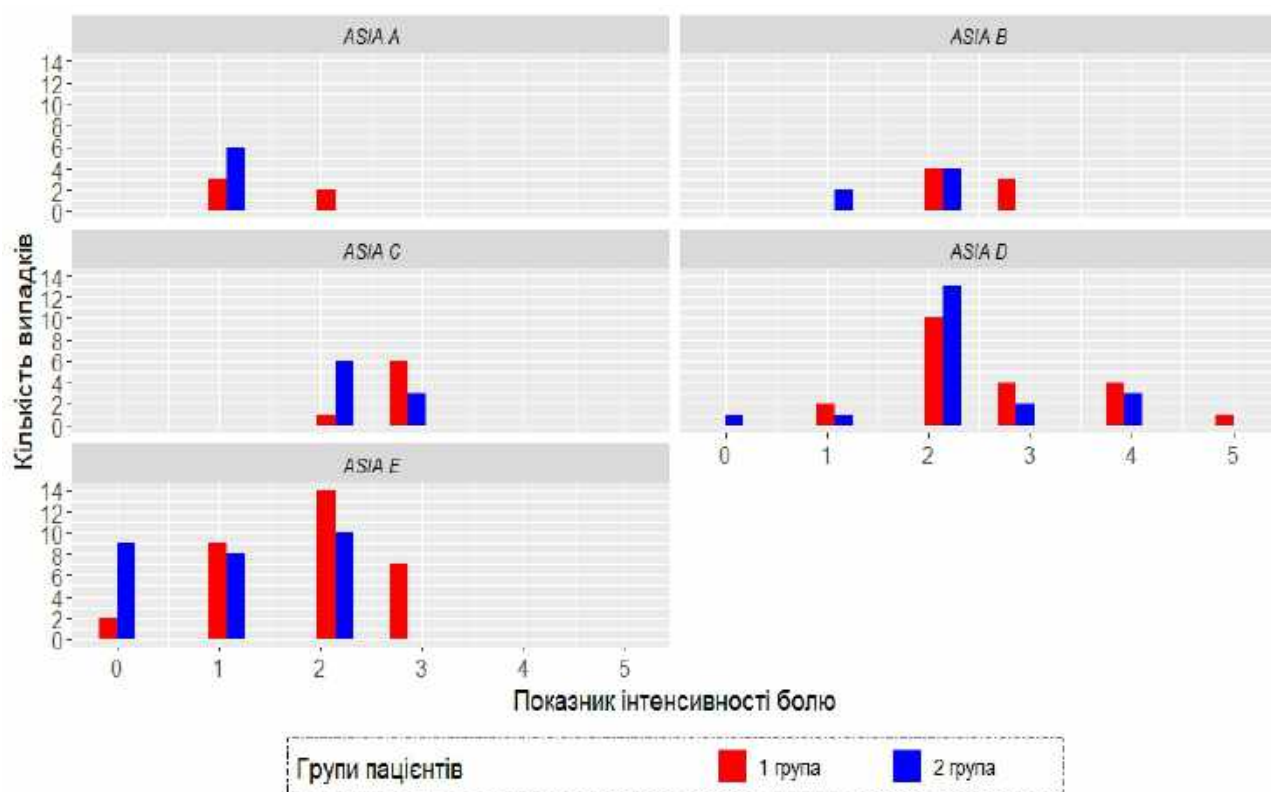 ASIA A
ASIA B
14
12
10
8
6
4
2
0
ASIA C
ASIA D
14
12
10
8
6
4
2
0
0 1 2 3 4 5
ASIA E
14
12
10
8
6
4
2
0
0 1 2 3 4 5
Кількість випадків
Показник інтенсивності болю
Групи пацієнтів 1 група 2 група